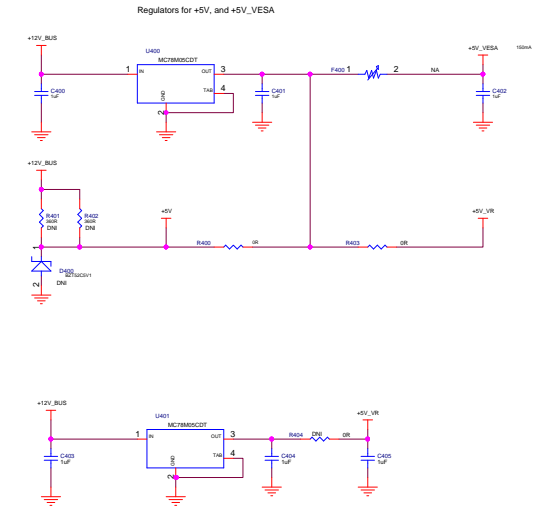 Regulators for +5V, and +5V_VESA
+12V_BUS
U400
MC78M05CDT
+5V_VESA
150mA
1
IN
OUT
3
F400
1
2
NA
TAB
4
C400
1uF
GND
2
C401
1uF
C402
1uF
+12V_BUS
R401
360R
DNI
R402
360R
DNI
+5V
+5V_VR
R400
0R
R403
0R
1
D400
BZT52C5V1
2
DNI
+12V_BUS
U401
MC78M05CDT
+5V_VR
1
IN
OUT
3
R404
DNI
0R
TAB
4
C403
1uF
GND
2
C404
1uF
C405
1uF